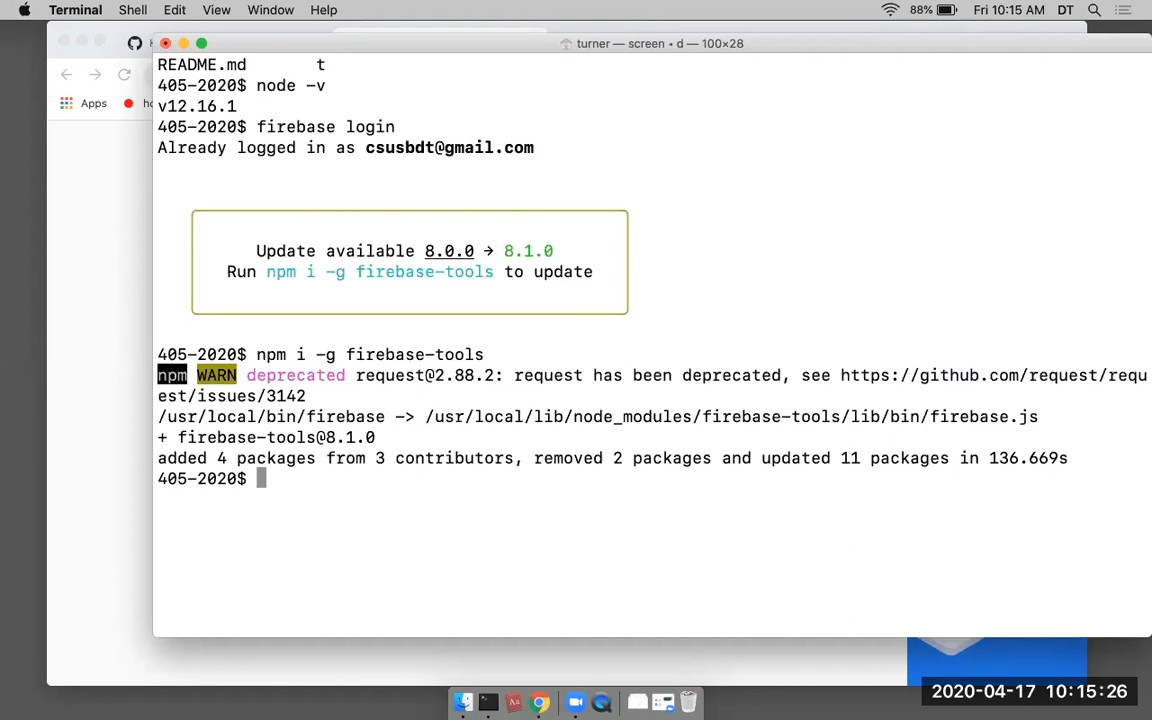 Terminal Shell Edit View Window Help 88% Fri 10:15 AM DT
turner — screen ◂ d — 100×28
Apps
README.md t
405-2020$ node -v
v12.16.1
405-2020$ firebase login
Already logged in as csusbdt@gmail.com
Update available 8.0.0 → 8.1.0
Run npm i -g firebase-tools to update
405-2020$ npm i -g firebase-tools
npm WARN deprecated request@2.88.2: request has been deprecated, see https://github.com/request/requ
est/issues/3142
/usr/local/bin/firebase -> /usr/local/lib/node_modules/firebase-tools/lib/bin/firebase.js
+ firebase-tools@8.1.0
added 4 packages from 3 contributors, removed 2 packages and updated 11 packages in 136.669s
405-2020$
2020-04-17 10:15:26